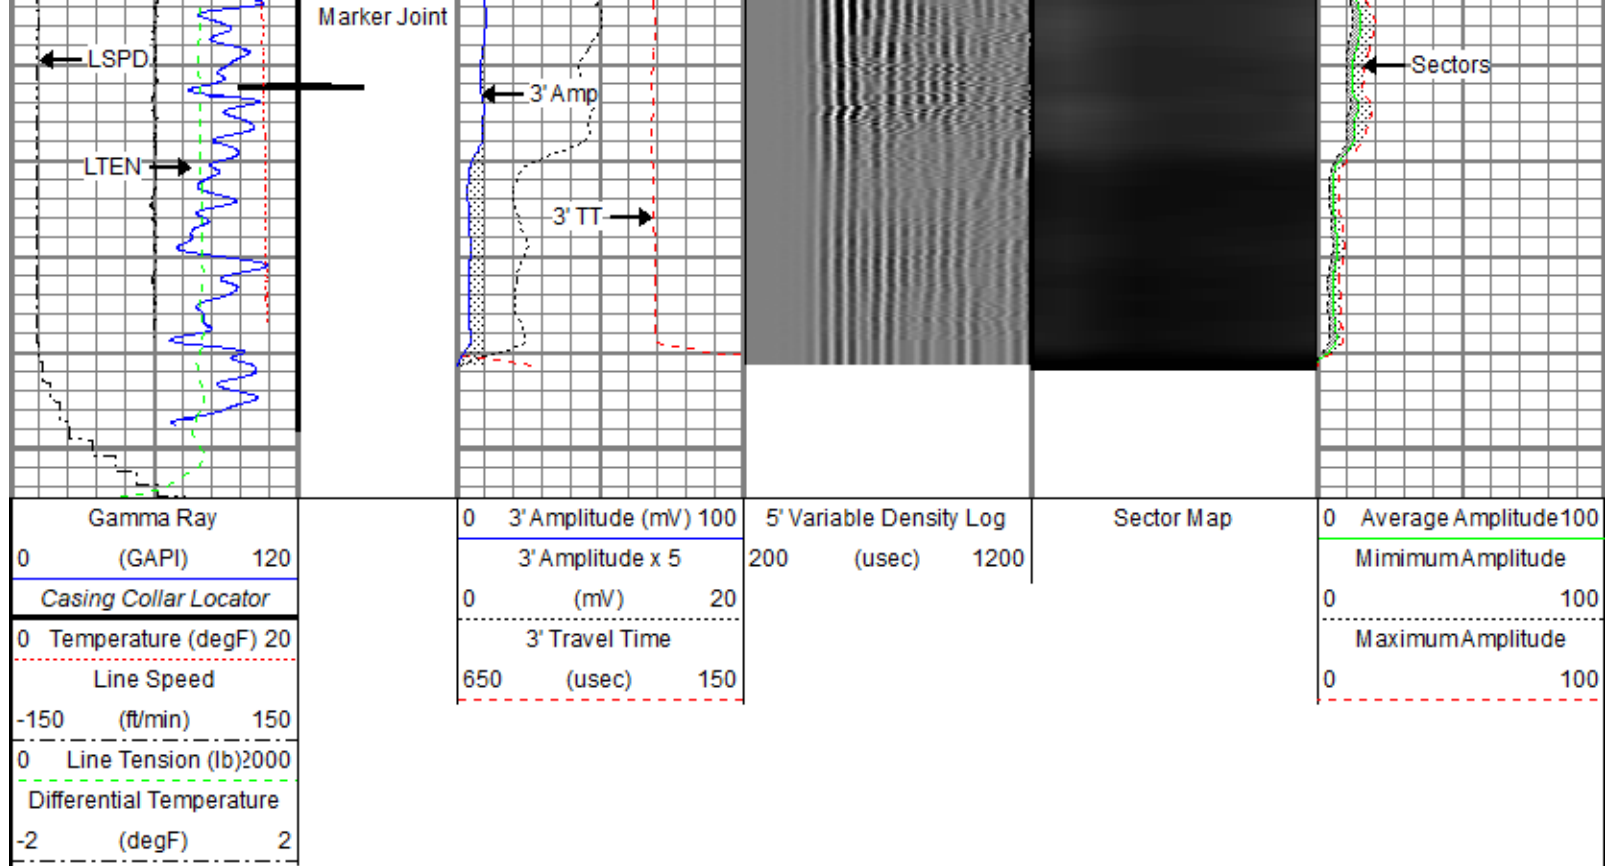 Marker Joint
LSPD
Sectors
3' Amp
LTEN
3' TT
Gamma Ray
0 (GAPI) 120
Casing Collar Locator
0 Temperature (degF) 20
Line Speed
-150 (ft/min) 150
0 Line Tension (lb)2000
Differential Temperature
-2 (degF) 2
0 3' Amplitude (mV) 100
3' Amplitude x 5
0 (mV) 20
3' Travel Time
650 (usec) 150
5' Variable Density Log
200 (usec) 1200
Sector Map
0 Average Amplitude 100
Mimimum Amplitude
0 100
Maximum Amplitude
0 100